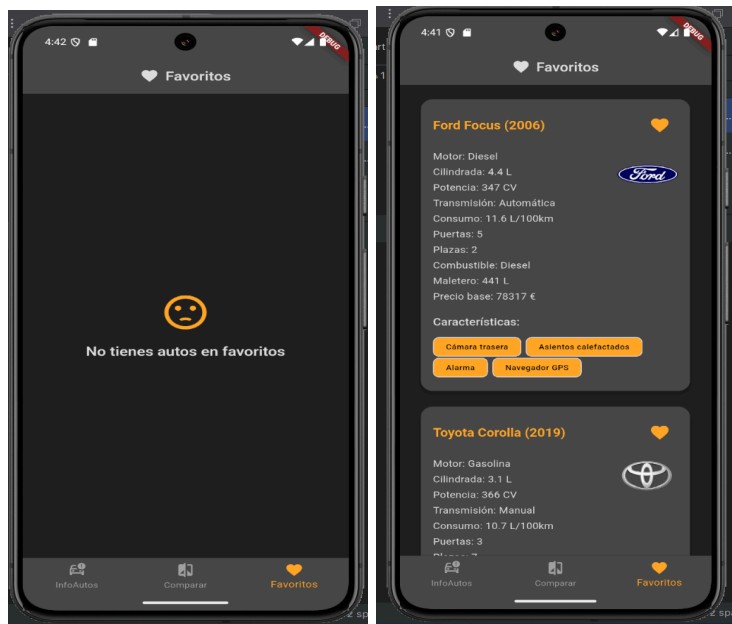 4:42
DEBUG
Favoritos
No tienes autos en favoritos
InfoAutos
Comparar
Favoritos
4:41
DEBUG
Favoritos
Ford Focus (2006)
Motor: Diesel
Ford
Cilindrada: 4.4 L
Potencia: 347 CV
Transmisión: Automática
Consumo: 11.6 L/100km
Puertas: 5
Plazas: 2
Combustible: Diesel
Maletero: 441 L
Precio base: 78317 €
Características:
Cámara trasera
Asientos calefactados
Alarma
Navegador GPS
Toyota Corolla (2019)
Motor: Gasolina
Cilindrada: 3.1 L
Potencia: 366 CV
Transmisión: Manual
Consumo: 10.7 L/100km
Puertas: 3
InfoAutos
Comparar
Favoritos